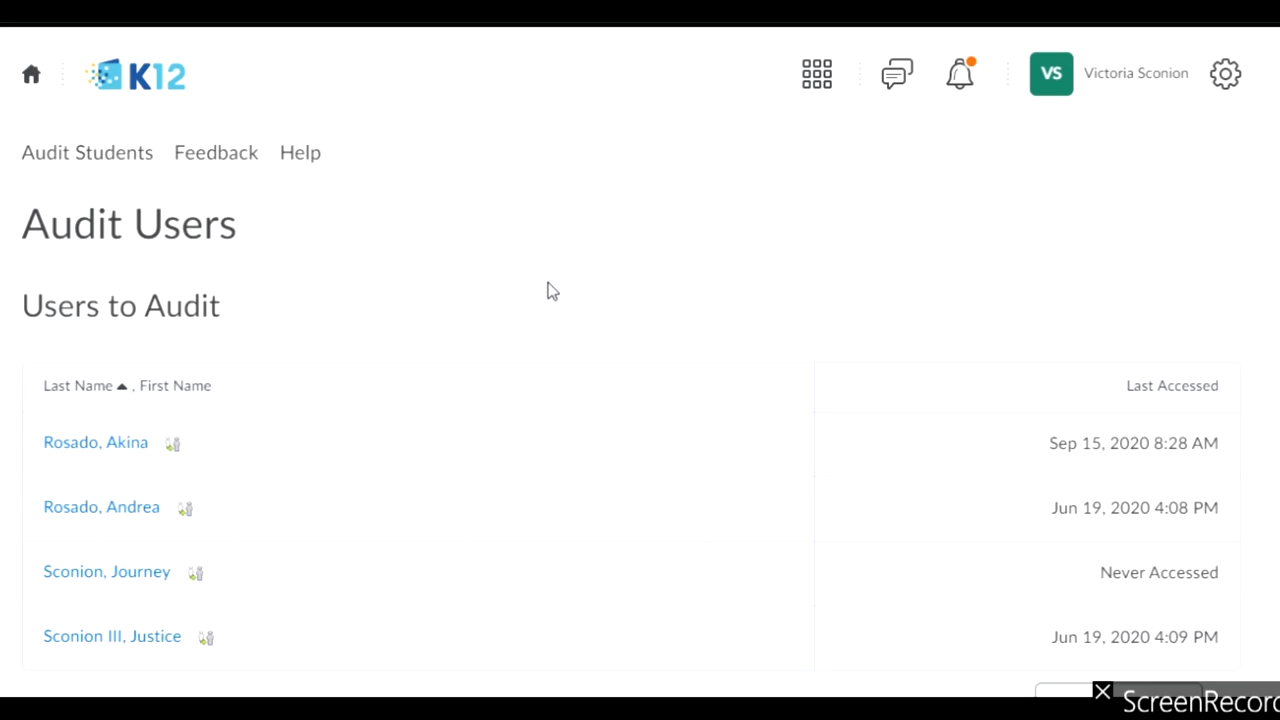 K12
VS Victoria Sconion
Audit Students Feedback Help
Audit Users
Users to Audit
Last Name , First Name Last Accessed
Rosado, Akina Sep 15, 2020 8:28 AM
Rosado, Andrea Jun 19, 2020 4:08 PM
Sconion, Journey Never Accessed
Sconion III, Justice Jun 19, 2020 4:09 PM
ScreenRecord